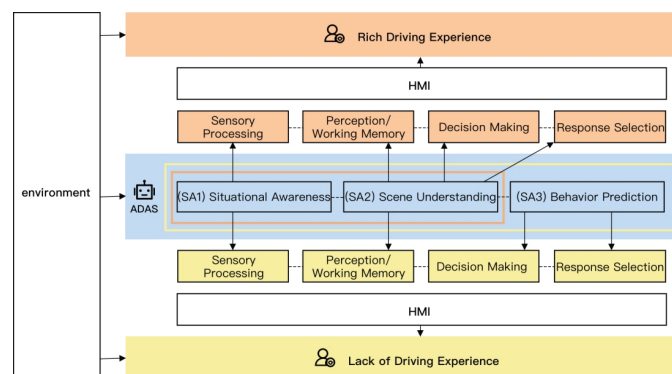 Rich Driving Experience
HMI
Sensory
Processing
Perception/
Working Memory
Decision Making
Response Selection
environment
ADAS
(SA1) Situational Awareness
(SA2) Scene Understanding
(SA3) Behavior Prediction
Sensory
Processing
Perception/
Working Memory
Decision Making
Response Selection
HMI
Lack of Driving Experience